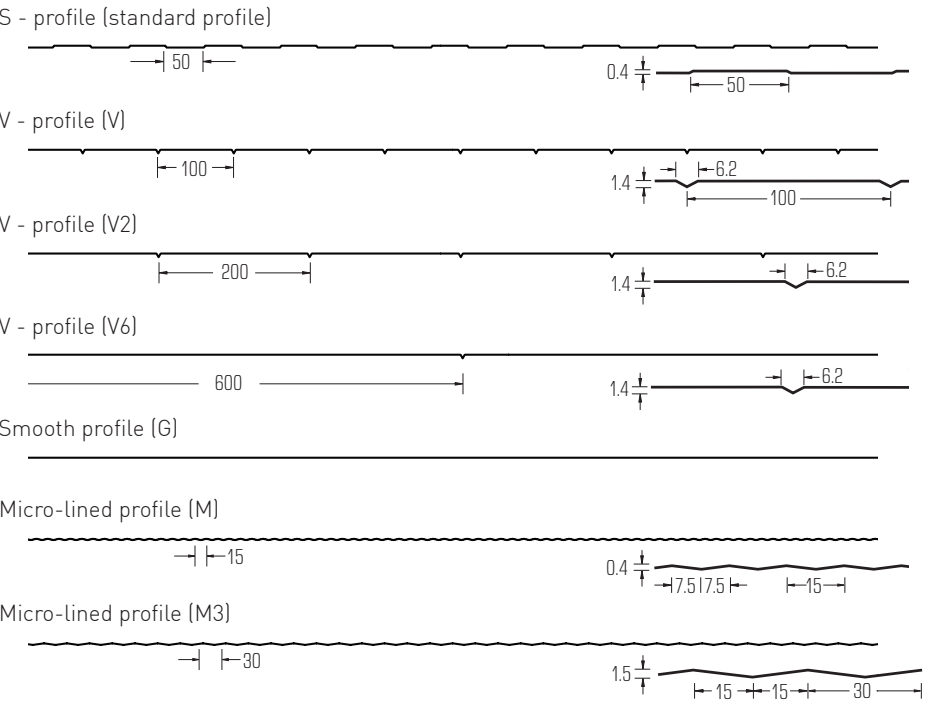 S - profile (standard profile)
50
0.4
50
V - profile (V)
100
6.2
1.4
100
V - profile (V2)
200
6.2
1.4
V - profile (V6)
600
6.2
1.4
Smooth profile (G)
Micro-lined profile (M)
15
0.4
7.5 7.5 15
Micro-lined profile (M3)
30
1.5
15 15 30